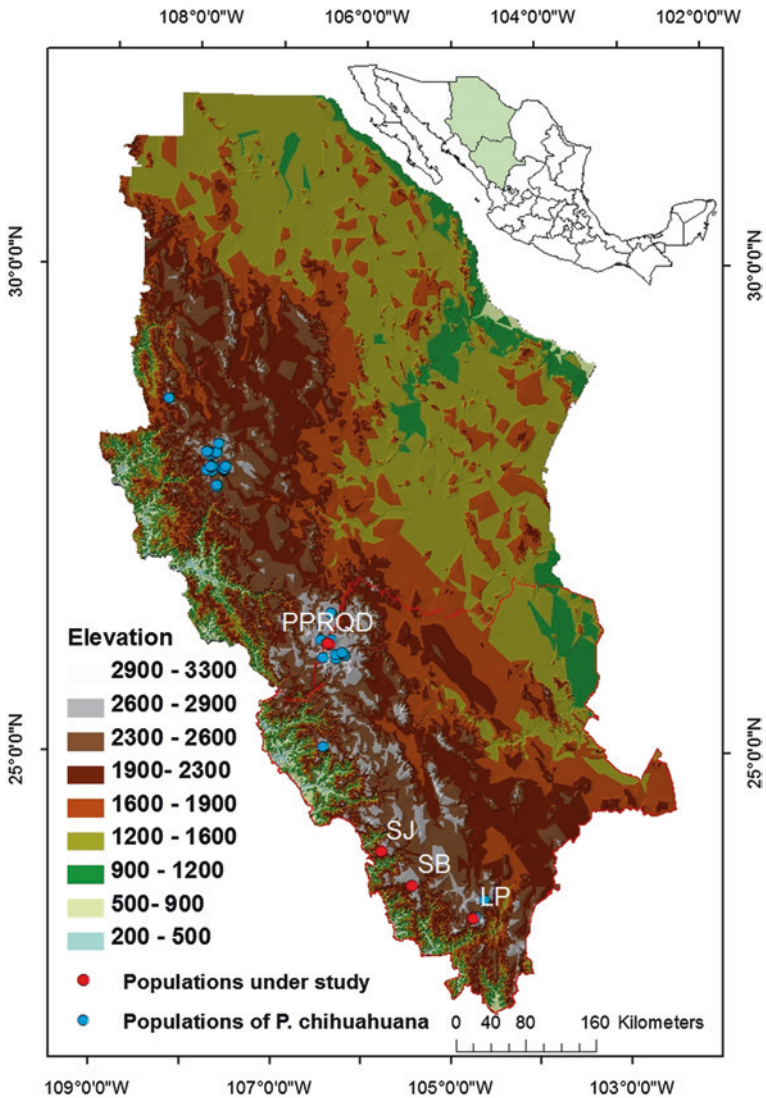 108°0'0"W 106°0'0"W 104°0'0"W 102°0'0"W
30°0'0"N
30°0'0"N
PPRQD
Elevation
2900 - 3300
2600 - 2900
2300 - 2600
1900- 2300
1600 - 1900
1200 - 1600
900 - 1200
500- 900
200 - 500
25°0'0"N
25°0'0"N
SJ
SB
LP
Populations under study
Populations of P. chihuahuana
0 40 80 160 Kilometers
109°0'0"W 107°0'0"W 105°0'0"W 103°0'0"W